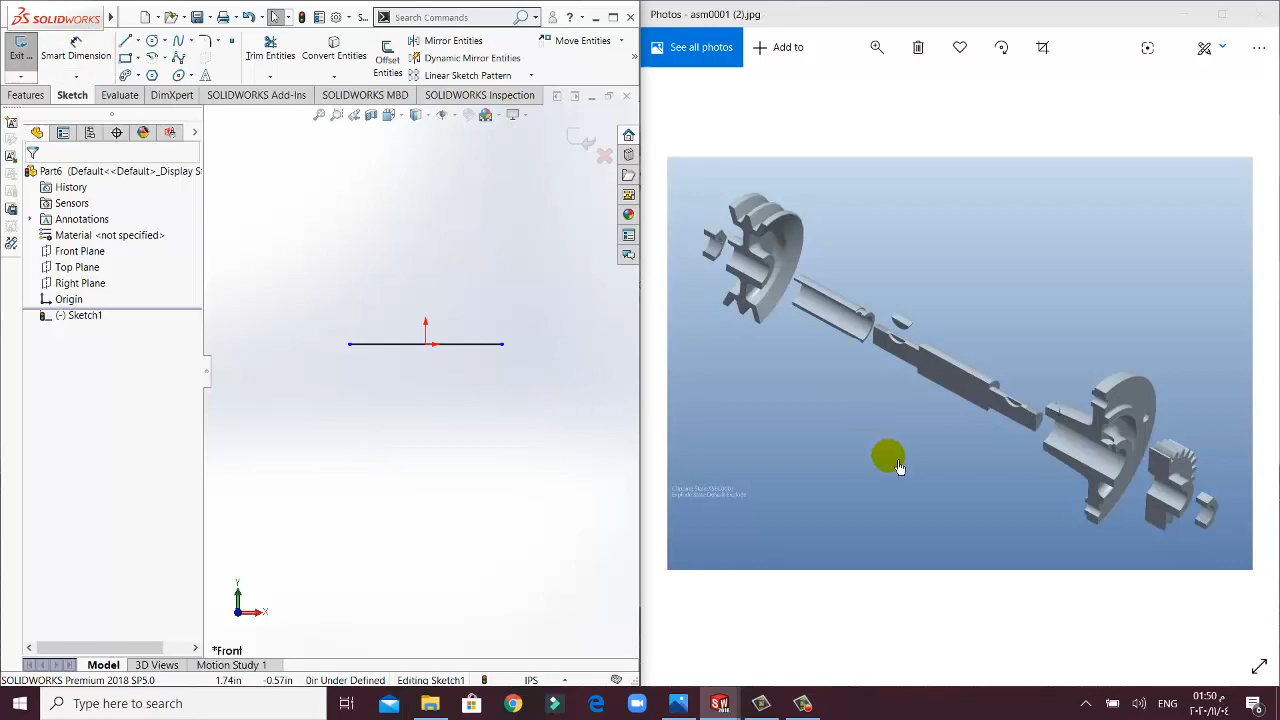 SOLIDWORKS
S...
Search Commands
Exit ...
Smart Dimension
Trim Entities
Convert Entities
Offset Entities
Mirror Entities
Dynamic Mirror Entities
Linear Sketch Pattern
Move Entities
Features
Sketch
Evaluate
DimXpert
SOLIDWORKS Add-Ins
SOLIDWORKS MBD
SOLIDWORKS Inspection
Part6 (Default<<Default>_Display S
History
Sensors
Annotations
Material <not specified>
Front Plane
Top Plane
Right Plane
Origin
(-) Sketch1
Y
X
*Front
Model
3D Views
Motion Study 1
SOLIDWORKS Premium 2018 SP5.0
1.74in
-0.57in
0in
Under Defined
Editing Sketch1
IPS
Photos - asm0001 (2).jpg
See all photos
Add to
Explode State:Default Explode
Type here to search
01:50 م